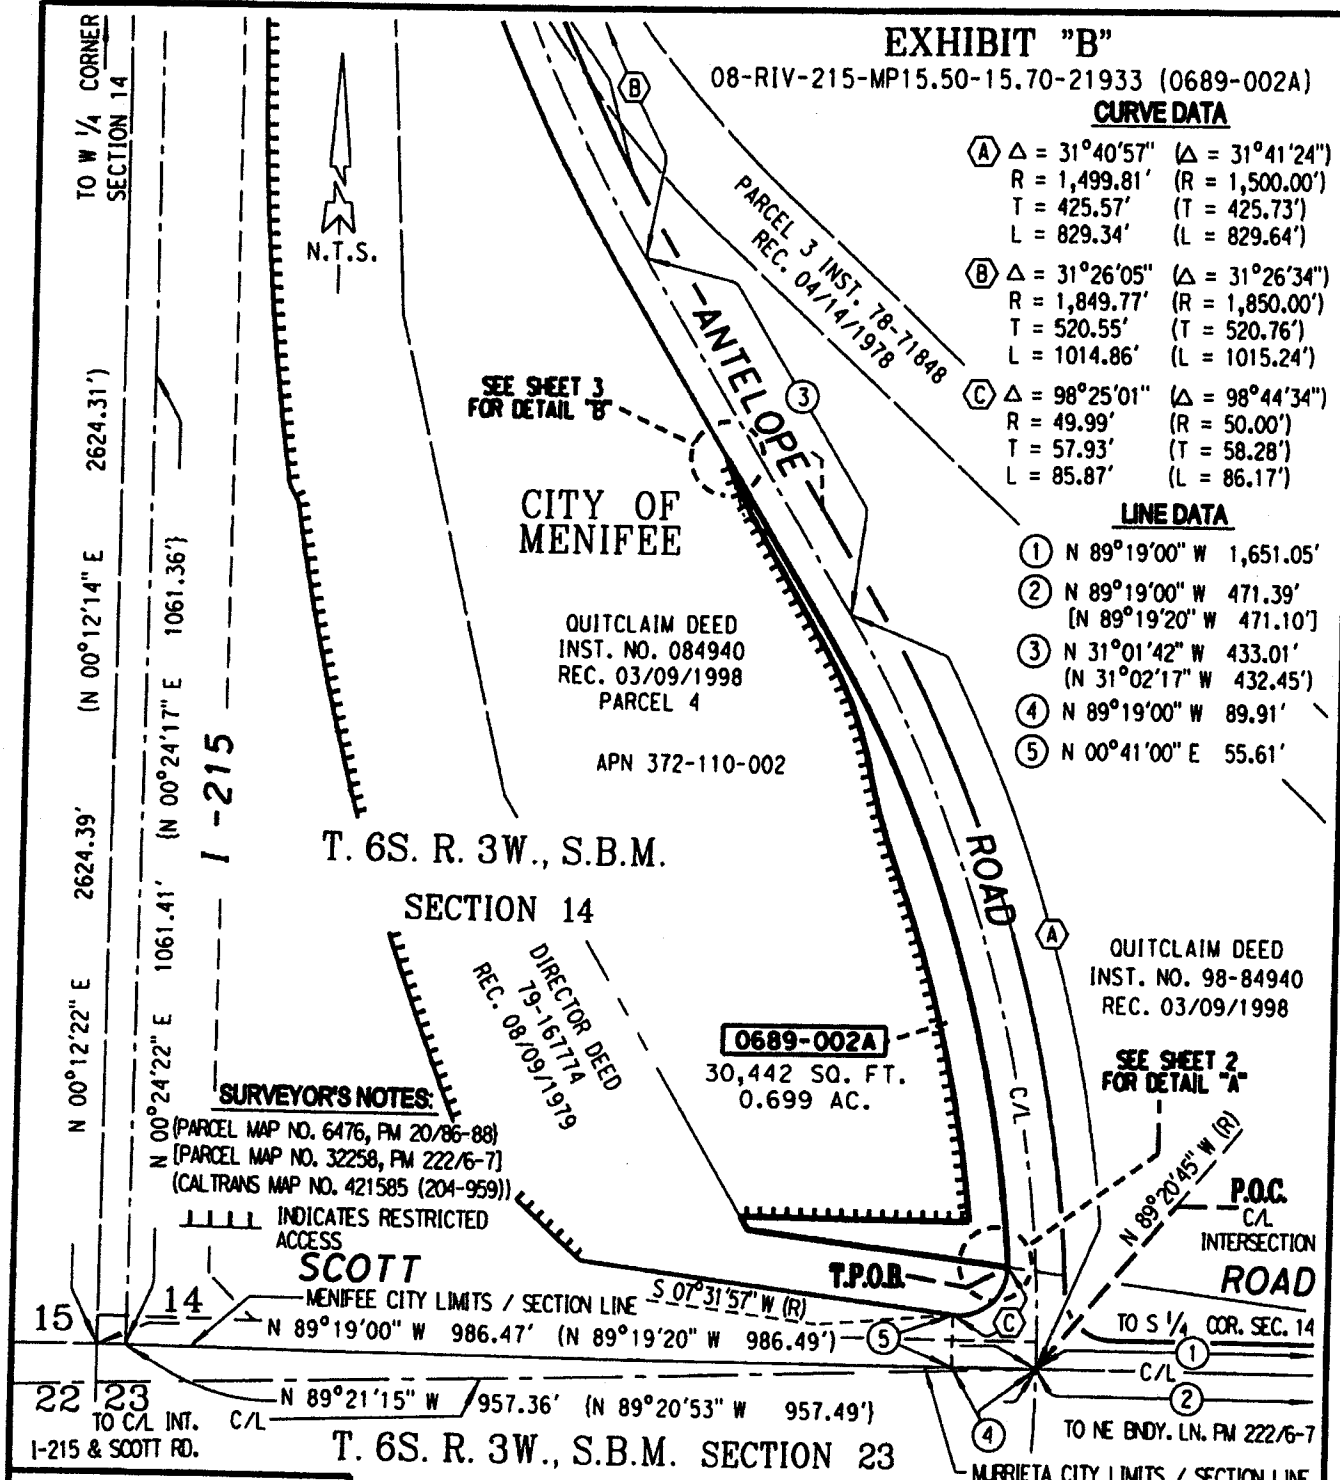 EXHIBIT "B"
08-RIV-215-MP15.50-15.70-21933 (0689-002A)
CURVE DATA
A Δ = 31°40'57" (Δ = 31°41'24")
R = 1,499.81' (R = 1,500.00')
T = 425.57' (T = 425.73')
L = 829.34' (L = 829.64')
B Δ = 31°26'05" (Δ = 31°26'34")
R = 1,849.77' (R = 1,850.00')
T = 520.55' (T = 520.76')
L = 1014.86' (L = 1015.24')
C Δ = 98°25'01" (Δ = 98°44'34")
R = 49.99' (R = 50.00')
T = 57.93' (T = 58.28')
L = 85.87' (L = 86.17')
LINE DATA
1 N 89°19'00" W 1,651.05'
2 N 89°19'00" W 471.39'
[N 89°19'20" W 471.10']
3 N 31°01'42" W 433.01'
(N 31°02'17" W 432.45')
4 N 89°19'00" W 89.91'
5 N 00°41'00" E 55.61'
TO W 1/4 CORNER
SECTION 14
N.T.S.
B
PARCEL 3 INST. 78-71848
REC. 04/14/1978
ANTELOPE
3
SEE SHEET 3
FOR DETAIL "B"
CITY OF
MENIFEE
QUITCLAIM DEED
INST. NO. 084940
REC. 03/09/1998
PARCEL 4
APN 372-110-002
N 00°12'22" E 2624.39' (N 00°12'14" E 2624.31')
N 00°24'22" E 1061.41' {N 00°24'17" E 1061.36'}
I-215
T. 6S. R. 3W., S.B.M.
SECTION 14
ROAD
A
DIRECTOR DEED
79-167774
REC. 08/09/1979
QUITCLAIM DEED
INST. NO. 98-84940
REC. 03/09/1998
0689-002A
30,442 SQ. FT.
0.699 AC.
C/L
SEE SHEET 2
FOR DETAIL "A"
SURVEYOR'S NOTES:
(PARCEL MAP NO. 6476, PM 20/86-88)
[PARCEL MAP NO. 32258, PM 222/6-7]
(CALTRANS MAP NO. 421585 (204-959))
INDICATES RESTRICTED
ACCESS
N 89°20'45" W (R)
P.O.C.
C/L
INTERSECTION
SCOTT
T.P.O.B.
ROAD
MENIFEE CITY LIMITS / SECTION LINE
S 07°31'57" W (R)
15
14
N 89°19'00" W 986.47' (N 89°19'20" W 986.49')
5
C
TO S 1/4 COR. SEC. 14
1
C/L
2
22
23
N 89°21'15" W 957.36' {N 89°20'53" W 957.49'}
TO C/L INT.
I-215 & SCOTT RD.
C/L
4
TO NE BNDY. LN. PM 222/6-7
T. 6S. R. 3W., S.B.M. SECTION 23
MURRIETA CITY LIMITS / SECTION LINE